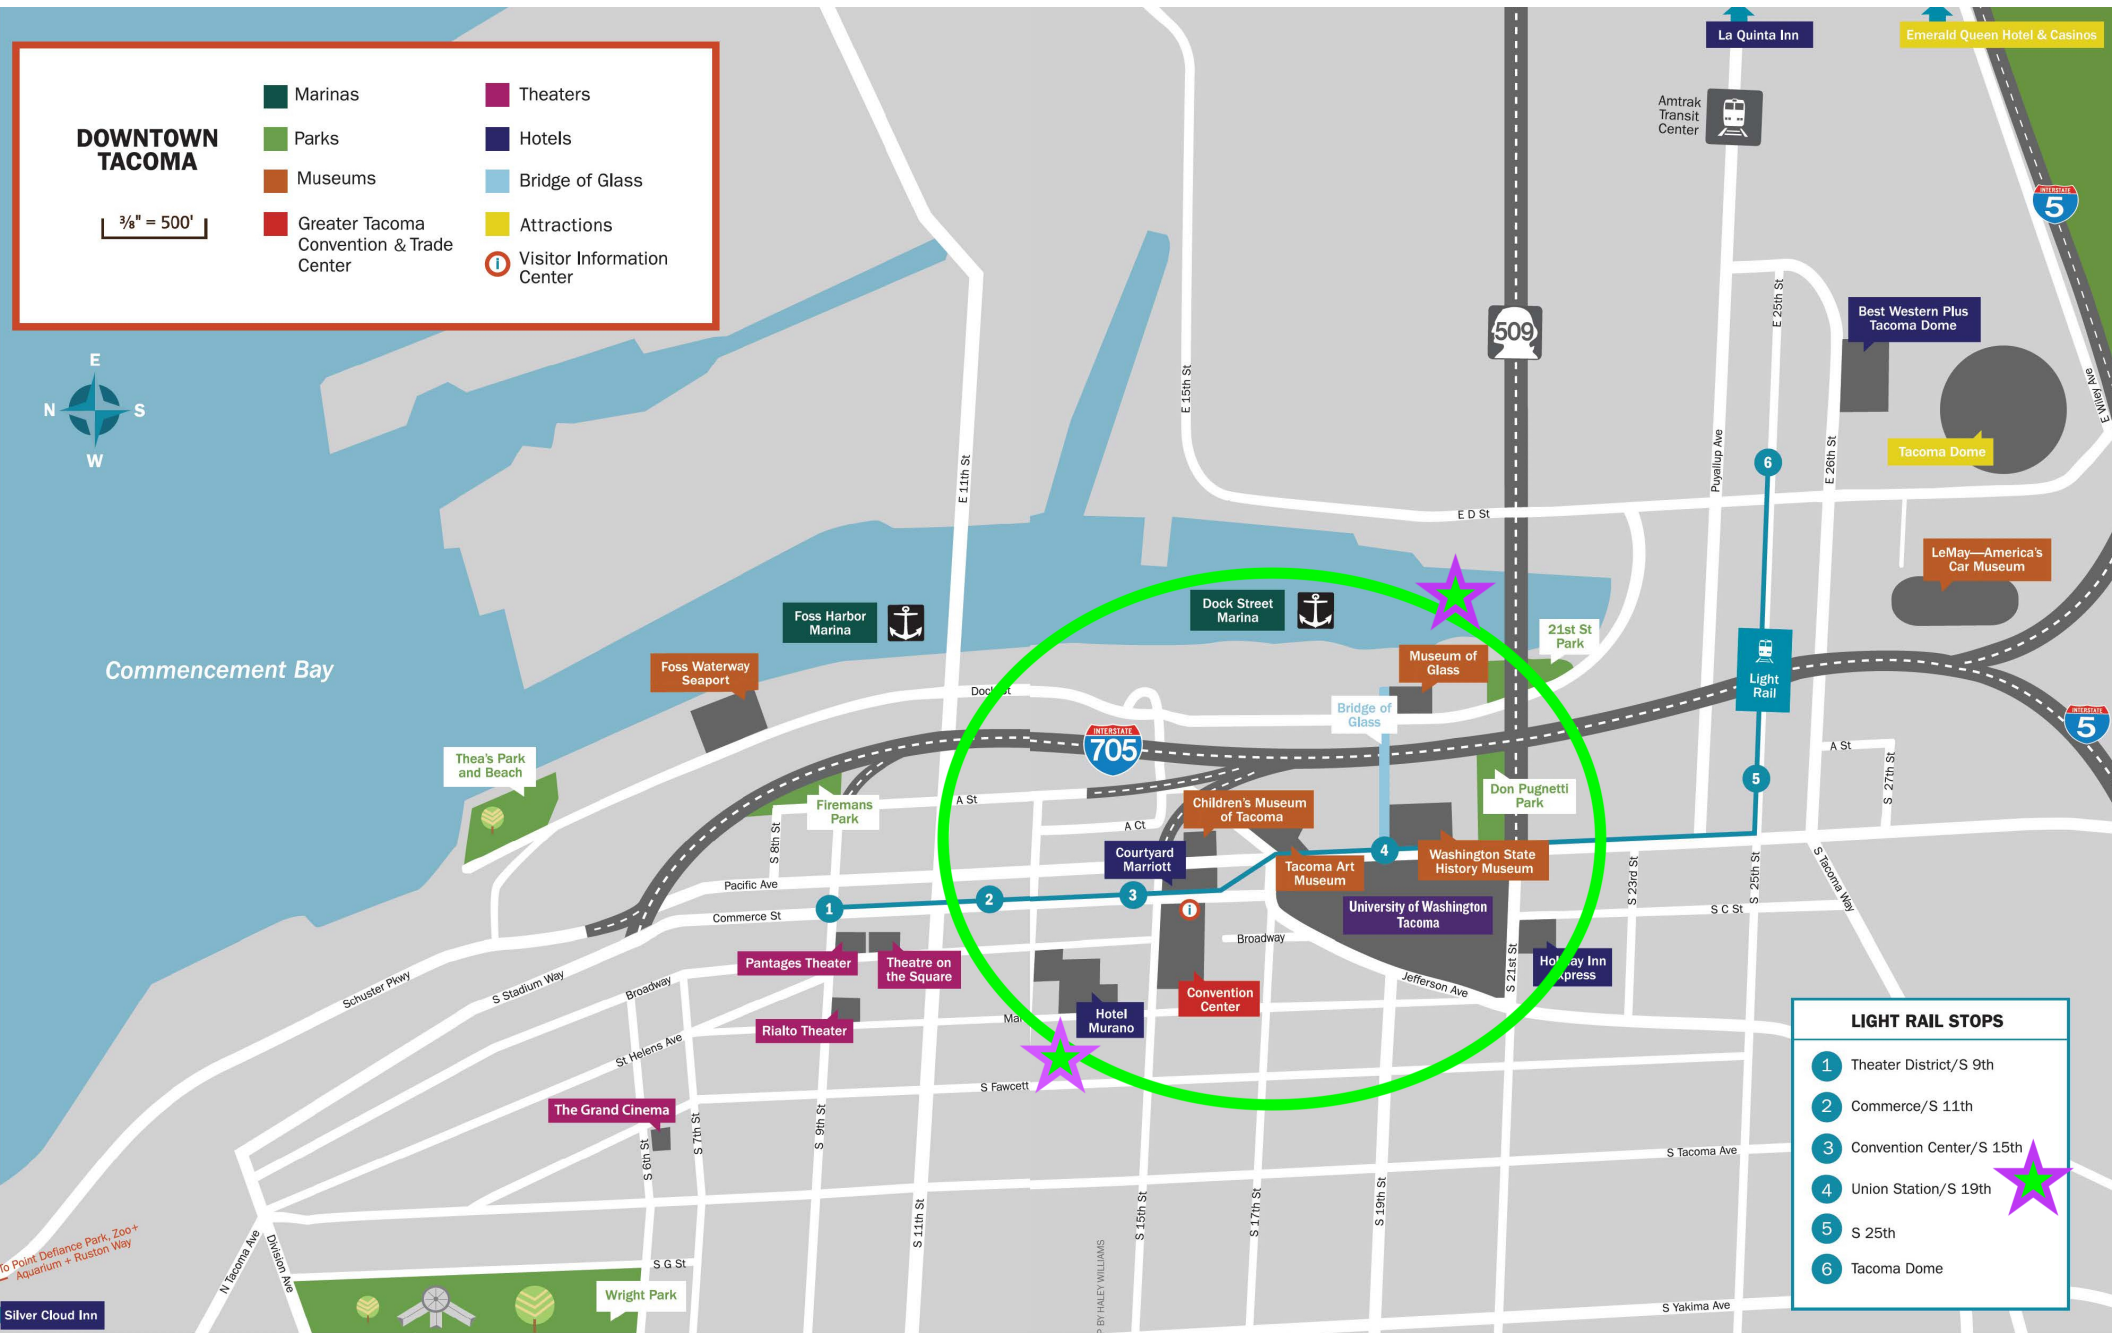 DOWNTOWN
TACOMA
3/8" = 500'
Marinas
Parks
Museums
Greater Tacoma
Convention & Trade
Center
Theaters
Hotels
Bridge of Glass
Attractions
i
Visitor Information
Center
E
N
S
W
La Quinta Inn
Emerald Queen Hotel & Casinos
Amtrak
Transit
Center
INTERSTATE
5
509
E 25th St
Best Western Plus
Tacoma Dome
E Wiley Ave
Tacoma Dome
E 15th St
E 11th St
Puyallup Ave
E 26th St
6
E D St
LeMay—America's
Car Museum
Foss Harbor
Marina
Dock Street
Marina
21st St
Park
Museum of
Glass
Foss Waterway
Seaport
Commencement Bay
Light
Rail
Dock St
Bridge of
Glass
INTERSTATE
705
INTERSTATE
5
A St
S 27th St
5
Thea's Park
and Beach
Firemans
Park
A St
A Ct
Children's Museum
of Tacoma
Don Pugnetti
Park
S 8th St
Courtyard
Marriott
Tacoma Art
Museum
4
Washington State
History Museum
S Tacoma Way
S 23rd St
S 25th St
Pacific Ave
Commerce St
1
2
3
i
University of Washington
Tacoma
S C St
Broadway
Pantages Theater
Theatre on
the Square
Convention
Center
Jefferson Ave
S 21st St
Express
Schuster Pkwy
S Stadium Way
Broadway
Rialto Theater
Hotel
Murano
St Helens Ave
S Fawcett
The Grand Cinema
S 6th St
S 7th St
S 9th St
S 11th St
S 15th St
S 17th St
S 19th St
S Tacoma Ave
LIGHT RAIL STOPS
1 Theater District/S 9th
2 Commerce/S 11th
3 Convention Center/S 15th
4 Union Station/S 19th
5 S 25th
6 Tacoma Dome
To Point Defiance Park, Zoo+
Aquarium + Ruston Way
N Tacoma Ave
Division Ave
S G St
Wright Park
Silver Cloud Inn
BY HALEY WILLIAMS
S Yakima Ave